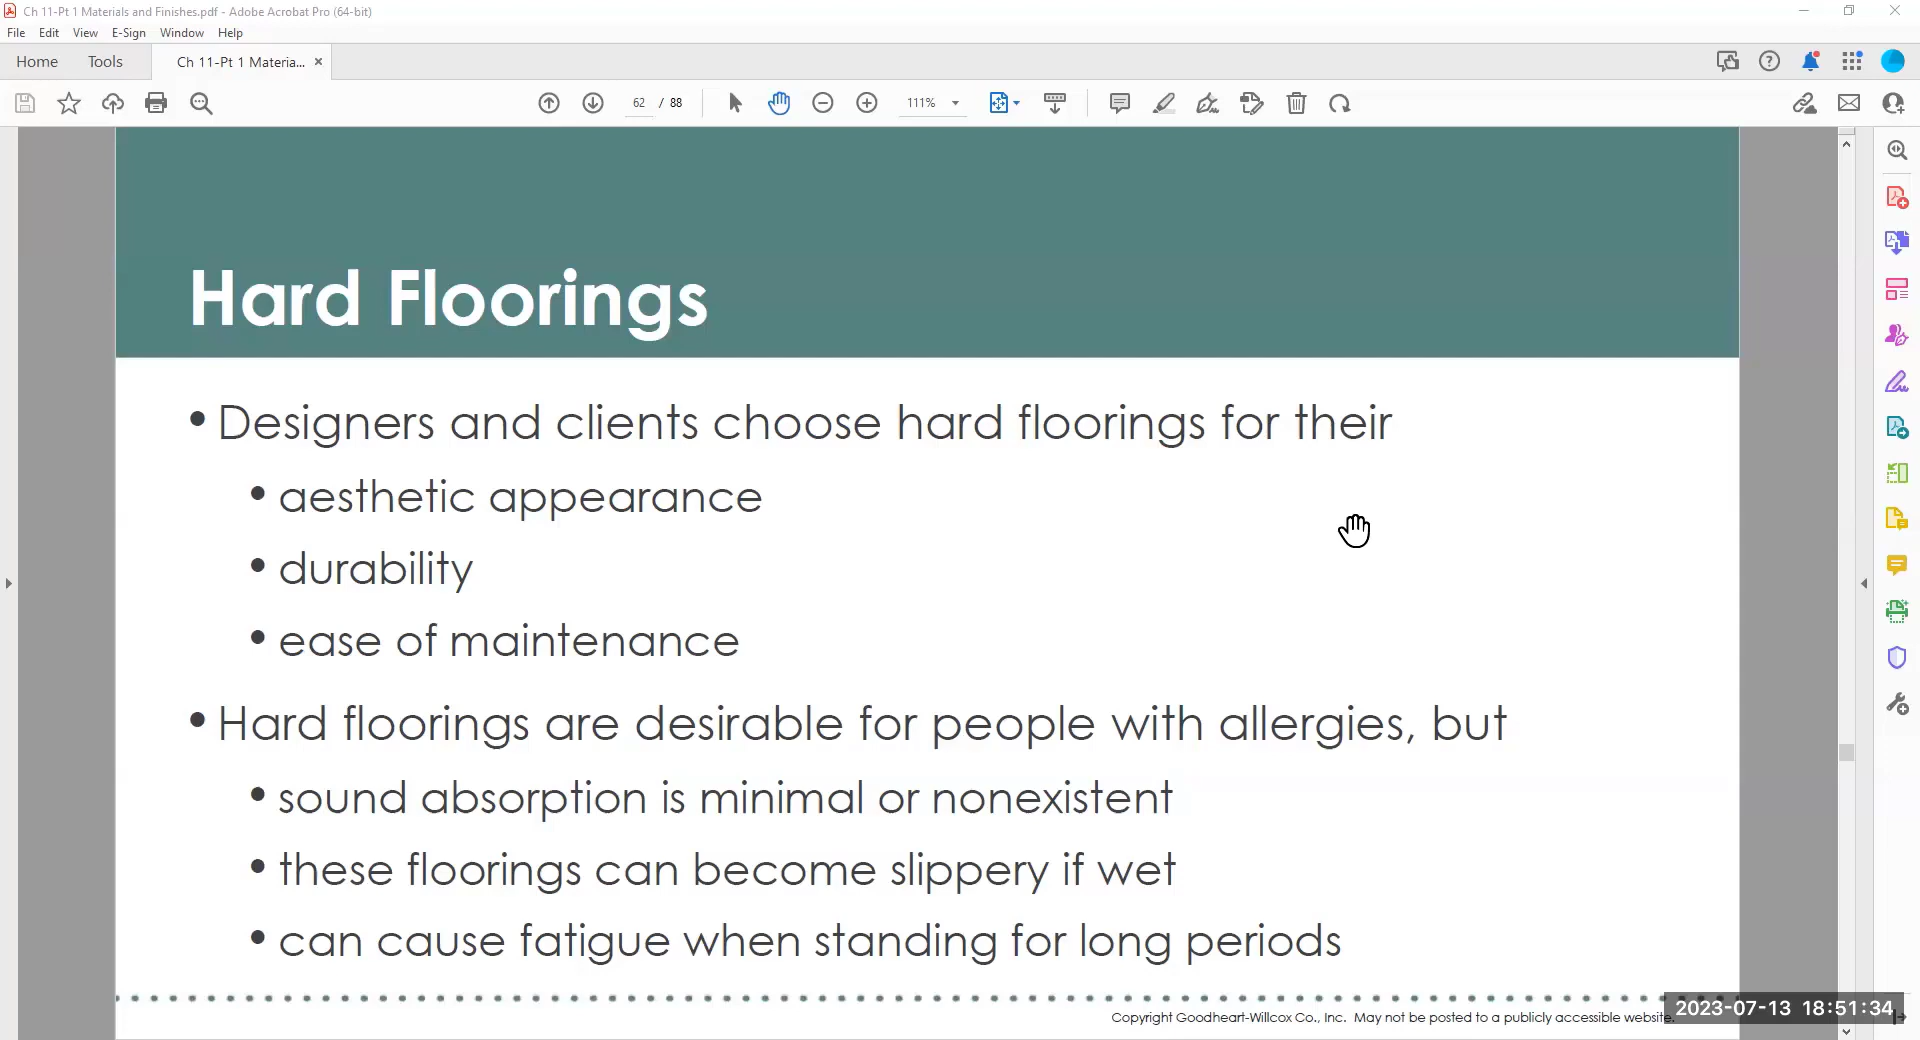 Ch 11-Pt 1 Materials and Finishes.pdf - Adobe Acrobat Pro (64-bit)
File Edit View E-Sign Window Help
Home Tools Ch 11-Pt 1 Materia... ×
62 / 88 111%
Hard Floorings
• Designers and clients choose hard floorings for their
• aesthetic appearance
• durability
• ease of maintenance
• Hard floorings are desirable for people with allergies, but
• sound absorption is minimal or nonexistent
• these floorings can become slippery if wet
• can cause fatigue when standing for long periods
Copyright Goodheart-Willcox Co., Inc. May not be posted to a publicly accessible website.
2023-07-13 18:51:34